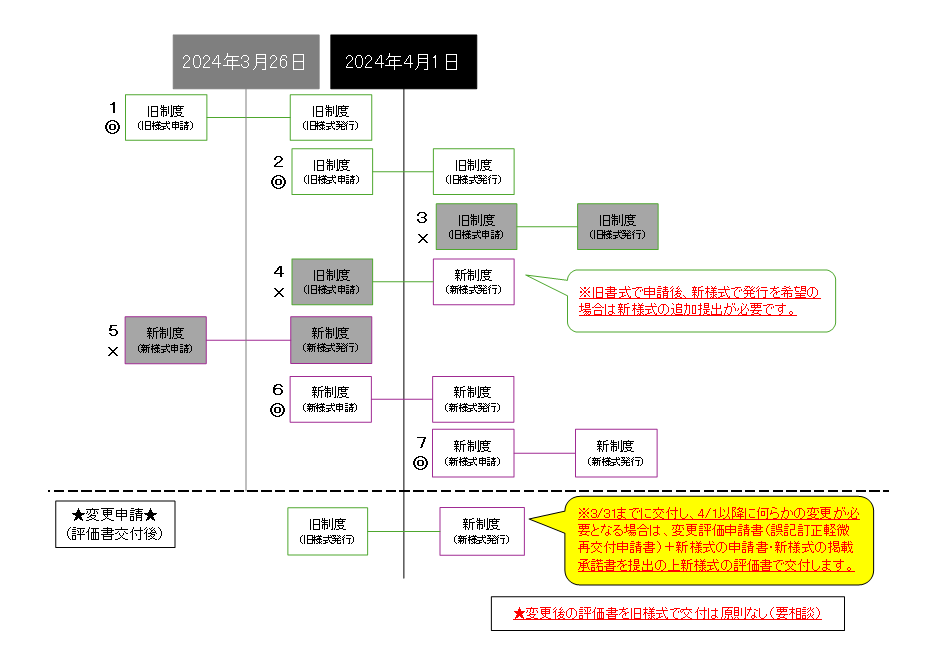 2024年3月26日
2024年4月1日
1
◎
旧制度
（旧様式申請）
旧制度
（旧様式発行）
2
◎
旧制度
（旧様式申請）
旧制度
（旧様式発行）
3
×
旧制度
（旧様式申請）
旧制度
（旧様式発行）
4
×
旧制度
（旧様式申請）
新制度
（新様式発行）
※旧書式で申請後、新様式で発行を希望の
場合は新様式の追加提出が必要です。
5
×
新制度
（新様式申請）
新制度
（新様式発行）
6
◎
新制度
（新様式申請）
新制度
（新様式発行）
7
◎
新制度
（新様式申請）
新制度
（新様式発行）
★変更申請★
（評価書交付後）
旧制度
（旧様式発行）
新制度
（新様式発行）
※3/31までに交付し、4/1以降に何らかの変更が必
要となる場合は、変更評価申請書（誤記訂正軽微
再交付申請書）＋新様式の申請書・新様式の掲載
承諾書を提出の上新様式の評価書で交付します。
★変更後の評価書を旧様式で交付は原則なし（要相談）